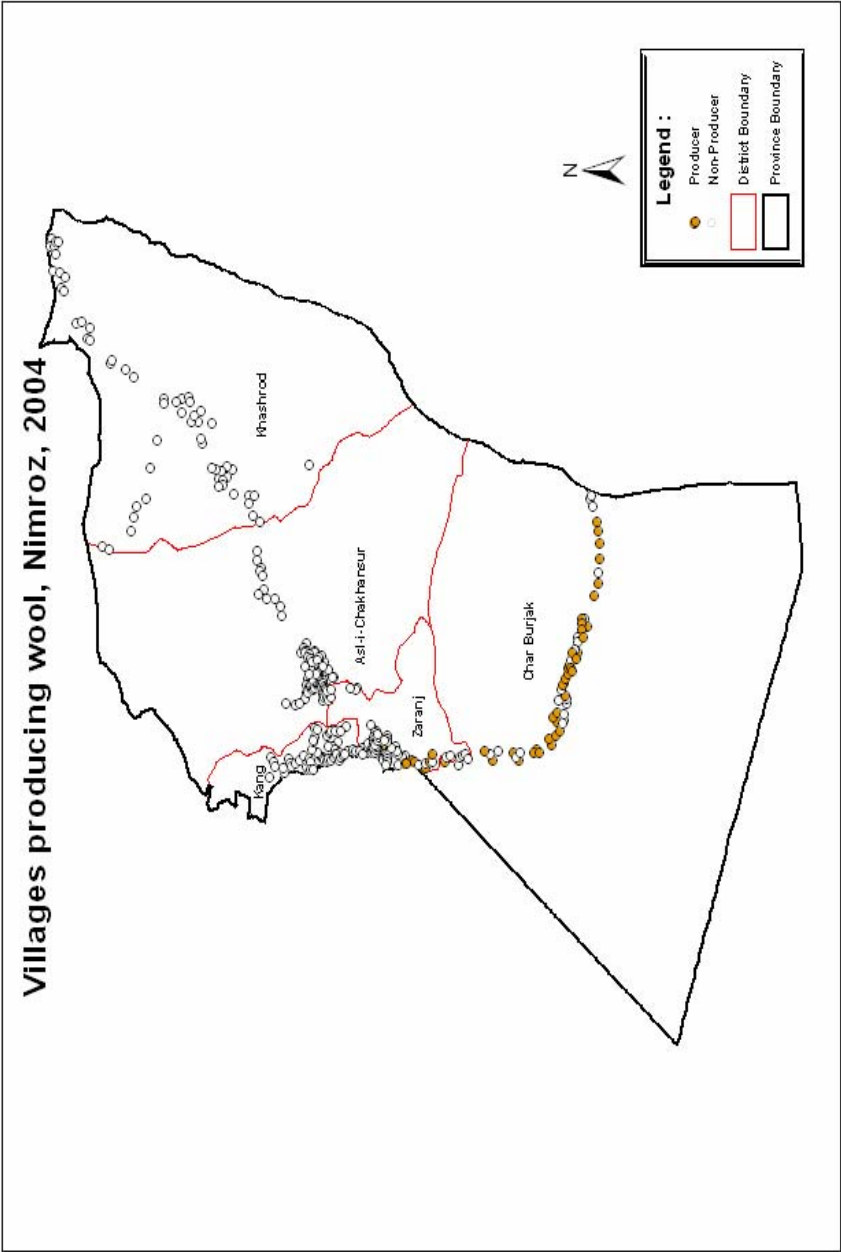 Villages producing wool, Nimroz, 2004
Khashrod
Asl-i-Chakhansur
Kang
Zaranj
Char Burjak
N
Legend :
Producer
Non-Producer
District Boundary
Province Boundary